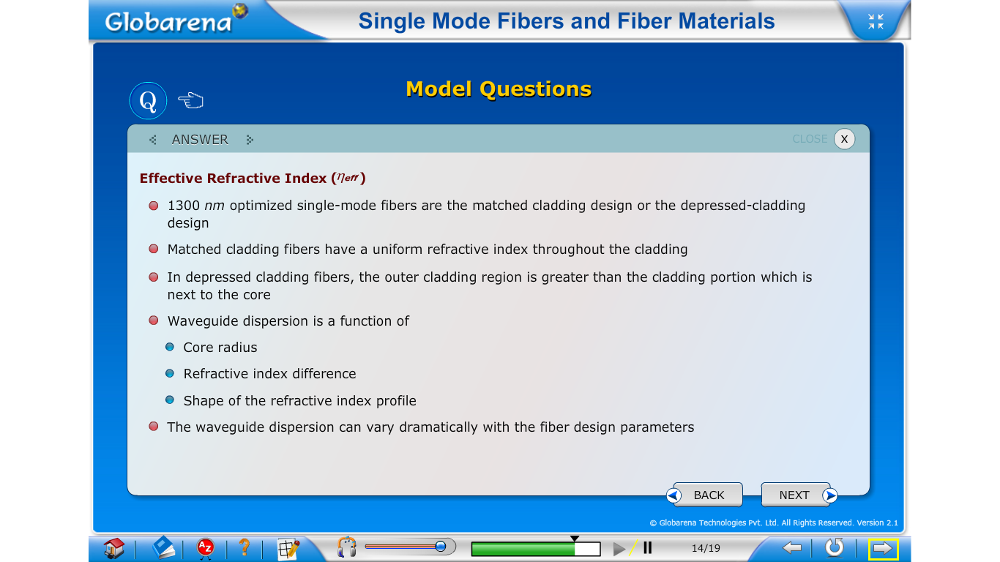 Globarena
Single Mode Fibers and Fiber Materials
Q
Model Questions
ANSWER
CLOSE X
Effective Refractive Index (ηeff)
1300 nm optimized single-mode fibers are the matched cladding design or the depressed-cladding
design
Matched cladding fibers have a uniform refractive index throughout the cladding
In depressed cladding fibers, the outer cladding region is greater than the cladding portion which is
next to the core
Waveguide dispersion is a function of
Core radius
Refractive index difference
Shape of the refractive index profile
The waveguide dispersion can vary dramatically with the fiber design parameters
BACK
NEXT
© Globarena Technologies Pvt. Ltd. All Rights Reserved. Version 2.1
AZ
?
14/19